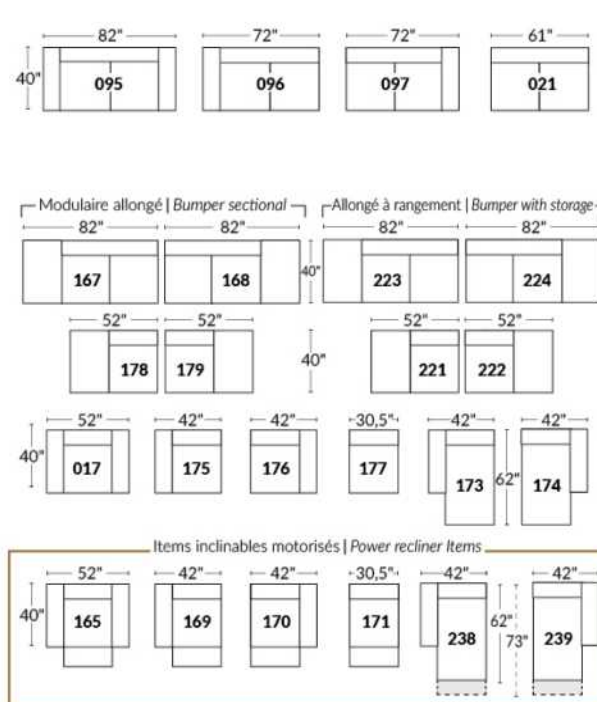 82" 72" 72" 61"
40" 095 096 097 021
Modulaire allongé | Bumper sectional Allongé à rangement | Bumper with storage
82" 82" 82" 82"
167 168 40" 223 224
52" 52" 52" 52"
178 179 40" 221 222
52" 42" 42" 30,5" 42" 42"
40" 017 175 176 177 173 62" 174
Items inclinables motorisés | Power recliner Items
52" 42" 42" 30,5" 42" 42"
40" 165 169 170 171 238 62" 73" 239